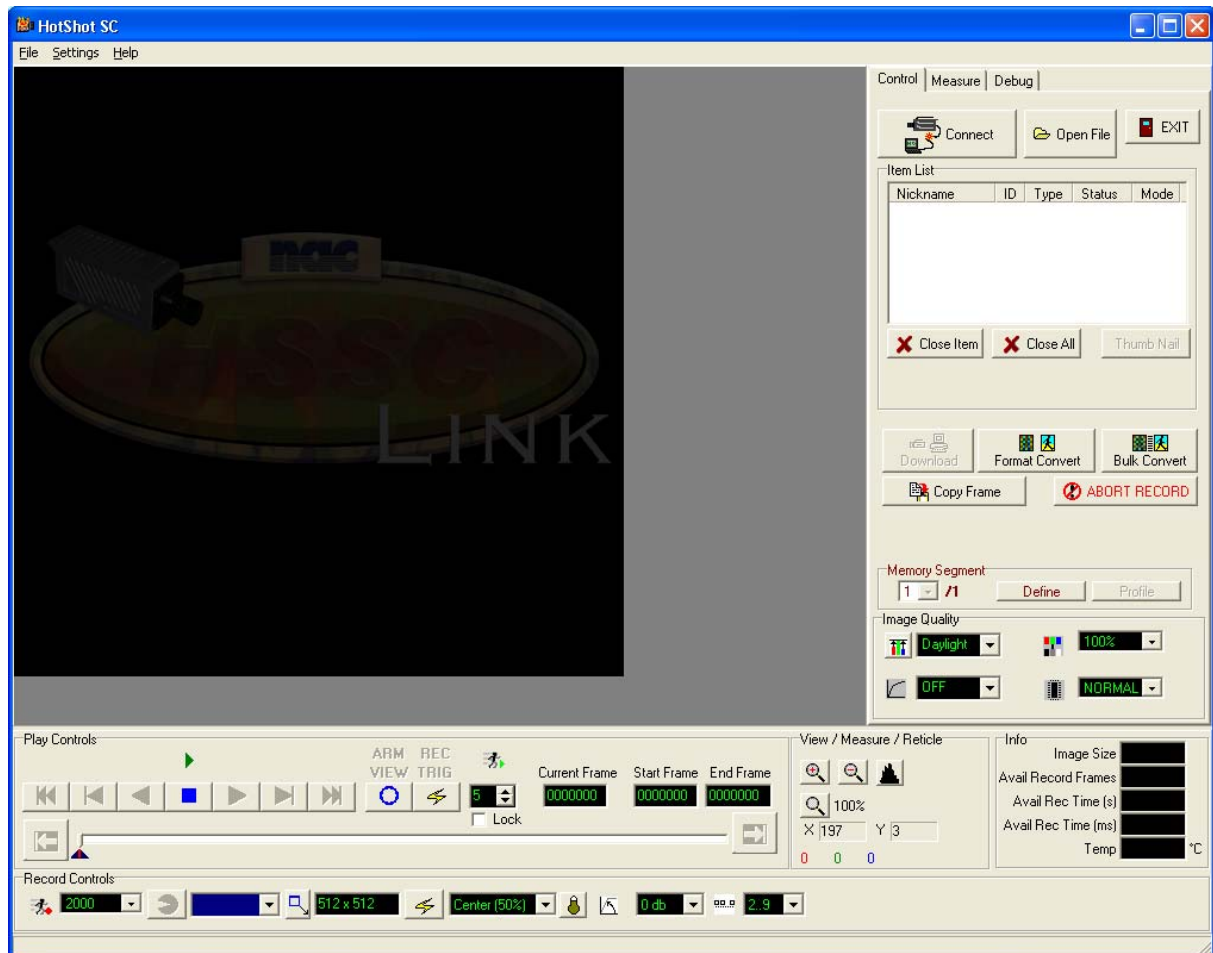 HotShot SC
File Settings Help
nac
HSSC
LINK
Control Measure Debug
Connect Open File EXIT
Item List
Nickname ID Type Status Mode
Close Item Close All Thumb Nail
Download Format Convert Bulk Convert
Copy Frame ABORT RECORD
Memory Segment
1 /1 Define Profile
Image Quality
Daylight 100%
OFF NORMAL
Play Controls
ARM VIEW
REC TRIG
Current Frame Start Frame End Frame
5 0000000 0000000 0000000
Lock
View / Measure / Reticle
100%
X 197 Y 3
0 0 0
Info
Image Size
Avail Record Frames
Avail Rec Time (s)
Avail Rec Time (ms)
Temp °C
Record Controls
2000 512 x 512 Center (50%) 0 db 2..9